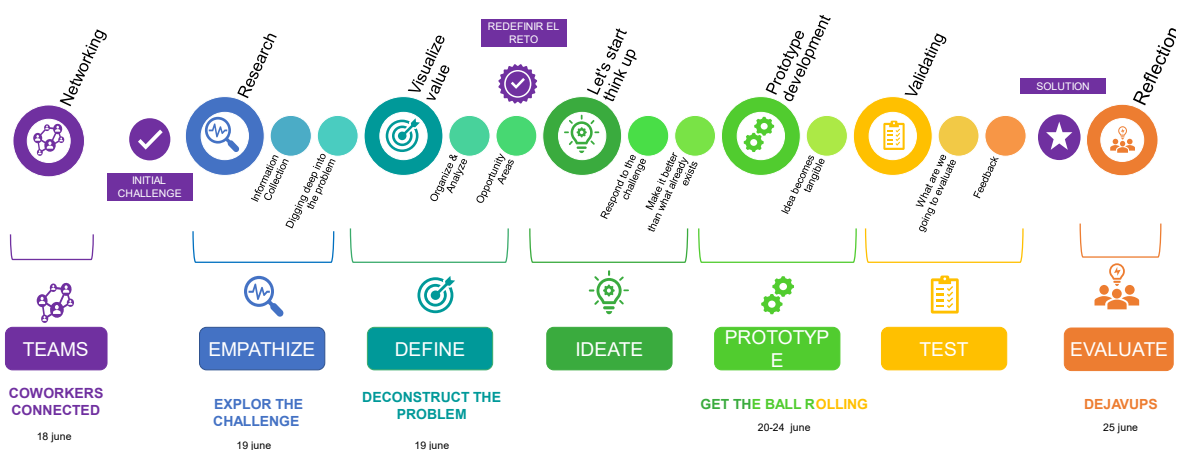 Networking
INITIAL
CHALLENGE
Research
Information
Collection
Digging deep into
the problem
Visualize
value
Organize &
Analyze
Opportunity
Areas
REDEFINIR EL
RETO
Let's start
think up
Respond to the
challenge
Make it better
than what already
exists
Prototype
development
Idea becomes
tangible
Validating
What are we
going to evaluate
Feedback
SOLUTION
Reflection
TEAMS
EMPATHIZE
DEFINE
IDEATE
PROTOTYP
E
TEST
EVALUATE
COWORKERS
CONNECTED
18 june
EXPLOR THE
CHALLENGE
19 june
DECONSTRUCT THE
PROBLEM
19 june
GET THE BALL ROLLING
20-24 june
DEJAVUPS
25 june